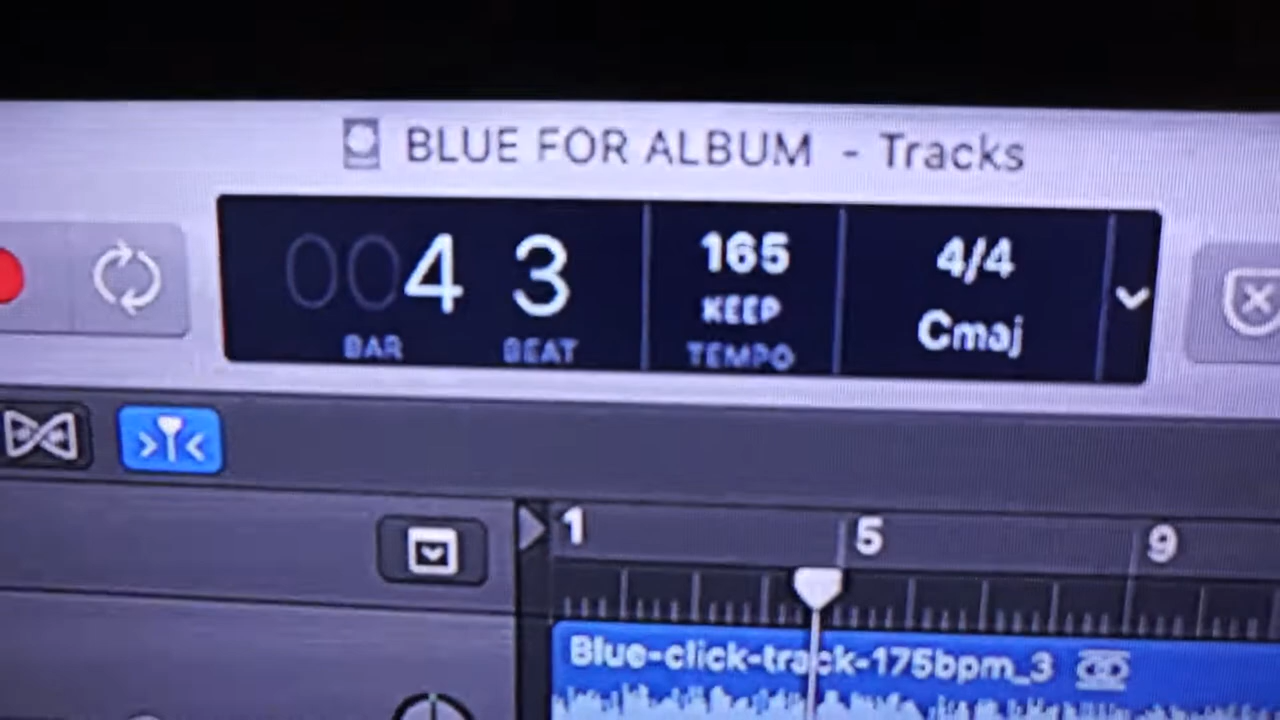 BLUE FOR ALBUM - Tracks
004 3 165 4/4
KEEP Cmaj
BAR BEAT TEMPO
1 5 9
Blue-click-track-175bpm_3